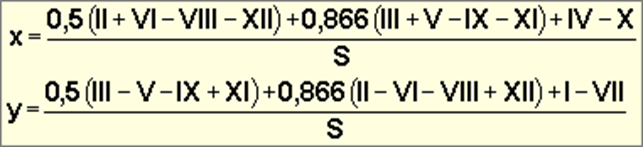 x = 0,5 (II + VI – VIII – XII) + 0,866 (III + V – IX – XI) + IV – X
S
y = 0,5 (III – V – IX + XI) + 0,866 (II – VI – VIII + XII) + I – VII
S